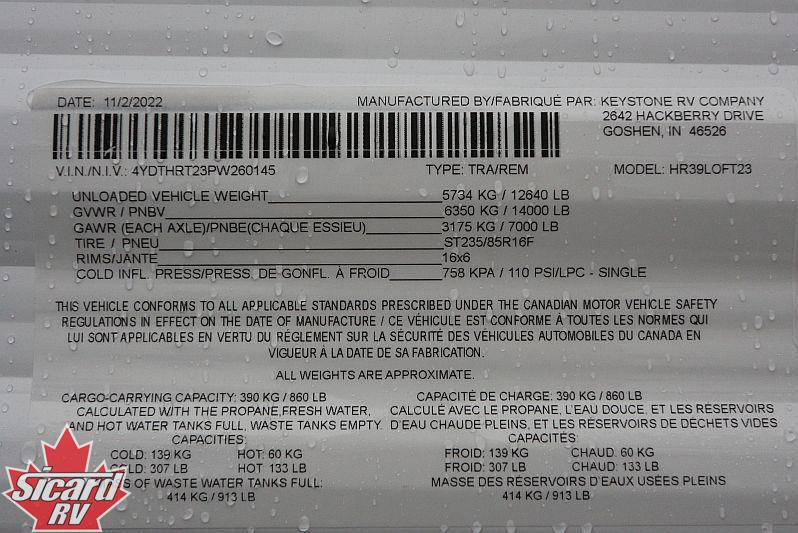 DATE: 11/2/2022
MANUFACTURED BY/FABRIQUÉ PAR: KEYSTONE RV COMPANY
2642 HACKBERRY DRIVE
GOSHEN, IN 46526
V.I.N./N.I.V.: 4YDTHRT23PW260145 TYPE: TRA/REM MODEL: HR39LOFT23
UNLOADED VEHICLE WEIGHT 5734 KG / 12640 LB
GVWR / PNBV 6350 KG / 14000 LB
GAWR (EACH AXLE)/PNBE(CHAQUE ESSIEU) 3175 KG / 7000 LB
TIRE / PNEU ST235/85R16F
RIMS/JANTE 16x6
COLD INFL. PRESS/PRESS. DE GONFL. À FROID 758 KPA / 110 PSI/LPC - SINGLE
THIS VEHICLE CONFORMS TO ALL APPLICABLE STANDARDS PRESCRIBED UNDER THE CANADIAN MOTOR VEHICLE SAFETY
REGULATIONS IN EFFECT ON THE DATE OF MANUFACTURE / CE VÉHICULE EST CONFORME À TOUTES LES NORMES QUI
LUI SONT APPLICABLES EN VERTU DU RÉGLEMENT SUR LA SÉCURITÉ DES VÉHICULES AUTOMOBILES DU CANADA EN
VIGUEUR À LA DATE DE SA FABRICATION.
ALL WEIGHTS ARE APPROXIMATE.
CARGO-CARRYING CAPACITY: 390 KG / 860 LB
CALCULATED WITH THE PROPANE, FRESH WATER,
AND HOT WATER TANKS FULL, WASTE TANKS EMPTY.
CAPACITIES:
COLD: 139 KG HOT: 60 KG
COLD: 307 LB HOT: 133 LB
OF WASTE WATER TANKS FULL:
414 KG / 913 LB
CAPACITÉ DE CHARGE: 390 KG / 860 LB
CALCULÉ AVEC LE PROPANE, L'EAU DOUCE, ET LES RÉSERVOIRS
D'EAU CHAUDE PLEINS, ET LES RÉSERVOIRS DE DÉCHETS VIDES
CAPACITÉS:
FROID: 139 KG CHAUD: 60 KG
FROID: 307 LB CHAUD: 133 LB
MASSE DES RÉSERVOIRS D'EAUX USÉES PLEINS
414 KG / 913 LB
Sicard
RV